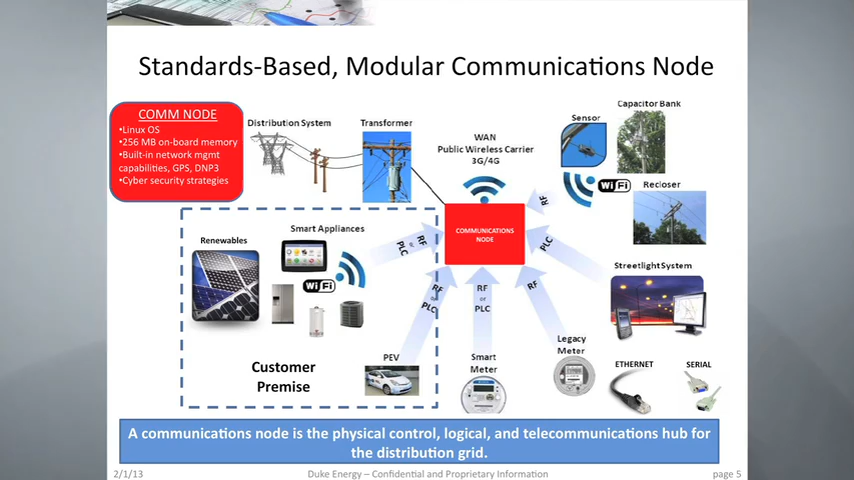 Standards-Based, Modular Communications Node
COMM NODE
•Linux OS
•256 MB on-board memory
•Built-in network mgmt
capabilities, GPS, DNP3
•Cyber security strategies
Distribution System
Transformer
WAN
Public Wireless Carrier
3G/4G
Sensor
Capacitor Bank
WiFi
Recloser
RF
COMMUNICATIONS
NODE
Renewables
Smart Appliances
WiFi
RF
or
PLC
PLC
Streetlight System
RF
or
PLC
RF
or
PLC
RF
Customer
Premise
PEV
Smart
Meter
Legacy
Meter
ETHERNET
SERIAL
A communications node is the physical control, logical, and telecommunications hub for
the distribution grid.
2/1/13
Duke Energy – Confidential and Proprietary Information
page 5